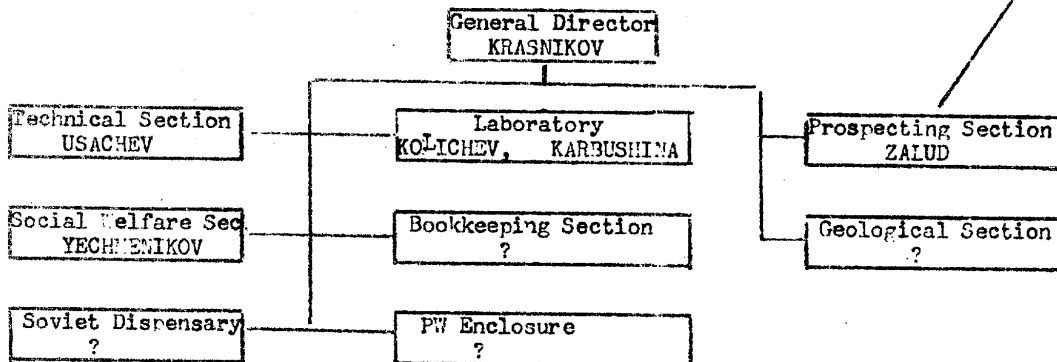 General Director
KRASNIKOV
Technical Section
USACHEV
Laboratory
KOLICHEV, KARBUSHINA
Prospecting Section
ZALUD
Social Welfare Sec
YECHMENIKOV
Bookkeeping Section
?
Geological Section
?
Soviet Dispensary
?
PW Enclosure
?